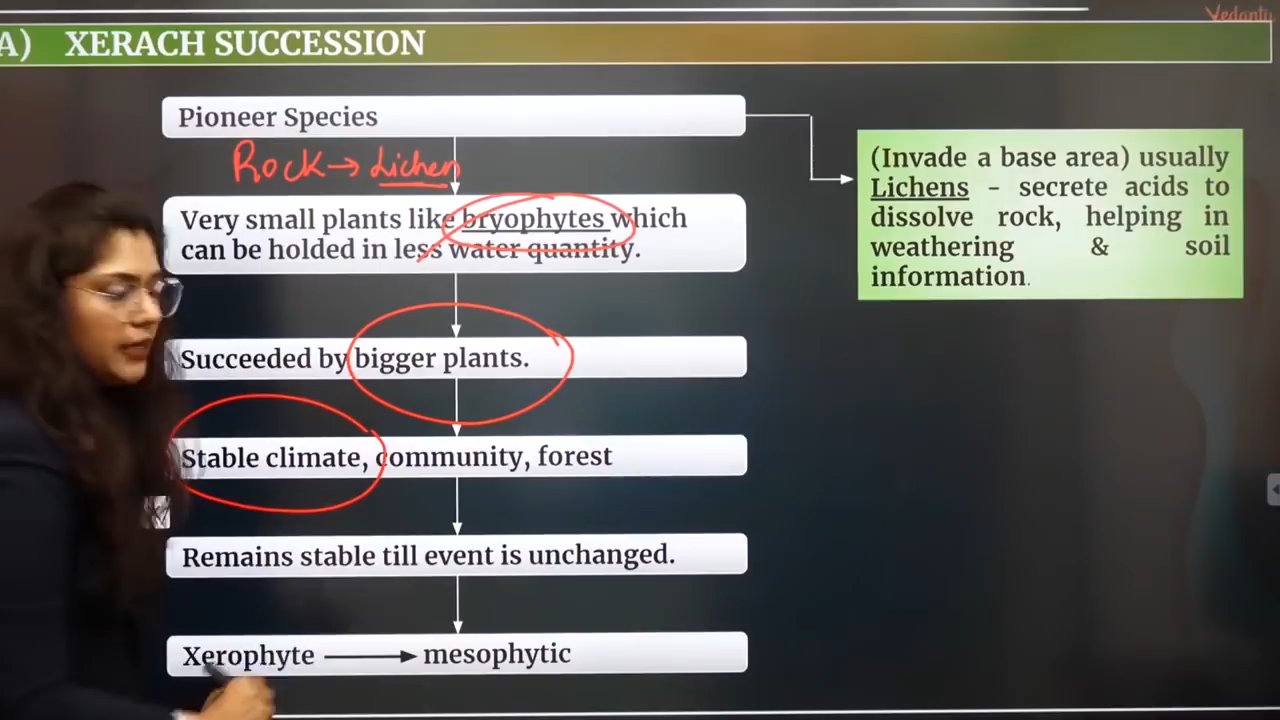 Vedantu
A) XERACH SUCCESSION
Pioneer Species
Rock → Lichen
Very small plants like bryophytes which
can be holded in less water quantity.
Succeeded by bigger plants.
Stable climate, community, forest
Remains stable till event is unchanged.
Xerophyte → mesophytic
(Invade a base area) usually
Lichens - secrete acids to
dissolve rock, helping in
weathering & soil
information.